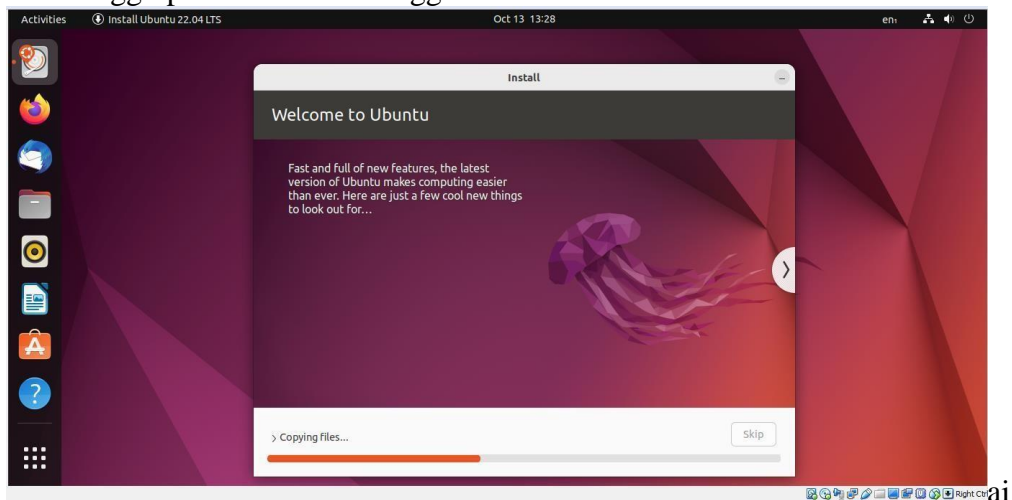 Activities Install Ubuntu 22.04 LTS Oct 13 13:28 en₁
Install
Welcome to Ubuntu
Fast and full of new features, the latest
version of Ubuntu makes computing easier
than ever. Here are just a few cool new things
to look out for…
Copying files...
Skip
Right Ctrl
ai